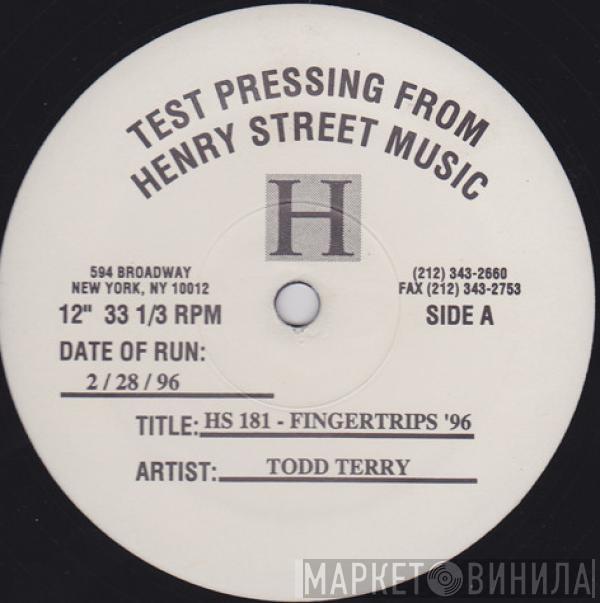 TEST PRESSING FROM
HENRY STREET MUSIC
H
594 BROADWAY
NEW YORK, NY 10012
(212) 343-2660
FAX (212) 343-2753
12" 33 1/3 RPM
SIDE A
DATE OF RUN:
2 / 28 / 96
TITLE: HS 181 - FINGERTRIPS '96
ARTIST: TODD TERRY
МАРКЕТ ВИНИЛА